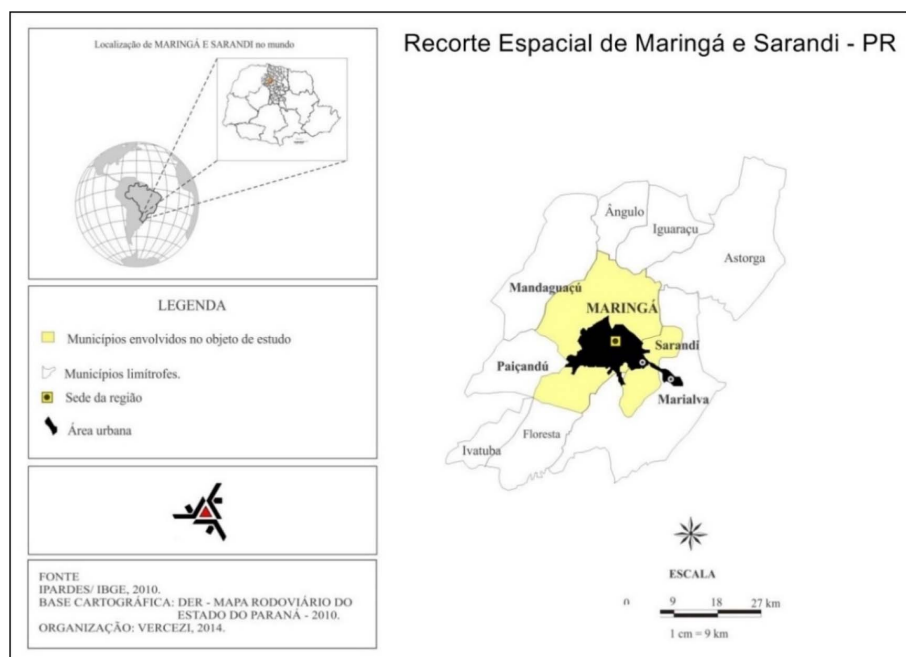 Localização de MARINGÁ E SARANDI no mundo
Recorte Espacial de Maringá e Sarandi - PR
LEGENDA
Municípios envolvidos no objeto de estudo
Municípios limítrofes.
Sede da região
Área urbana
FONTE
IPARDES/ IBGE, 2010.
BASE CARTOGRÁFICA: DER - MAPA RODOVIÁRIO DO
ESTADO DO PARANÁ - 2010.
ORGANIZAÇÃO: VERCEZI, 2014.
Ângulo
Iguaraçu
Astorga
Mandaguaçú
MARINGÁ
Sarandi
Paiçandú
Marialva
Floresta
Ivatuba
ESCALA
0 9 18 27 km
1 cm = 9 km